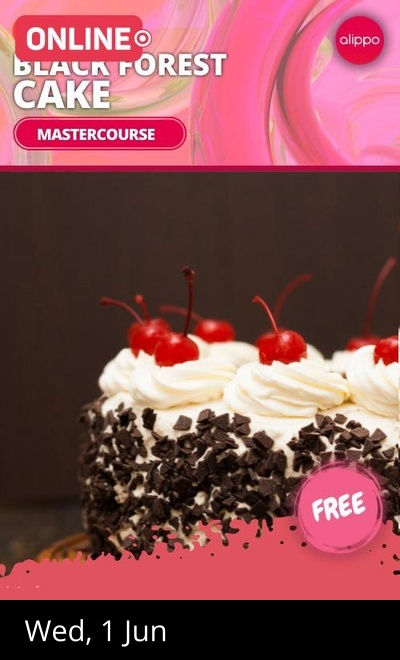 ONLINE
alippo
BLACK FOREST
CAKE
MASTERCOURSE
FREE
Wed, 1 Jun